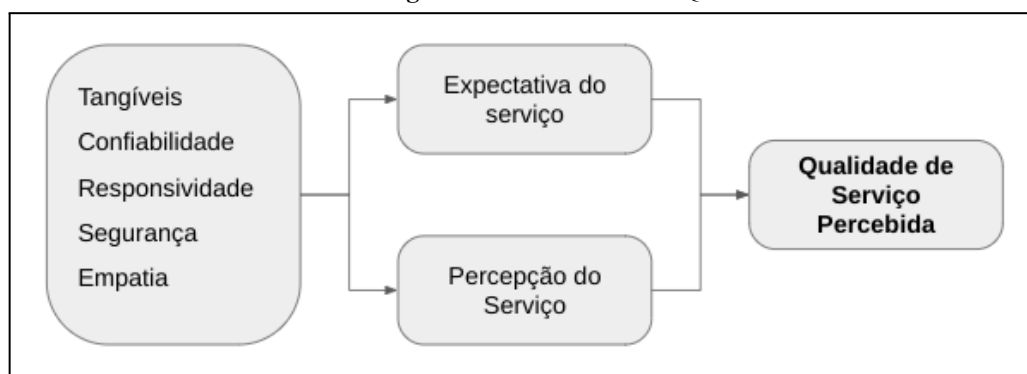 Tangíveis
Confiabilidade
Responsividade
Segurança
Empatia
Expectativa do
serviço
Percepção do
Serviço
Qualidade de
Serviço
Percebida